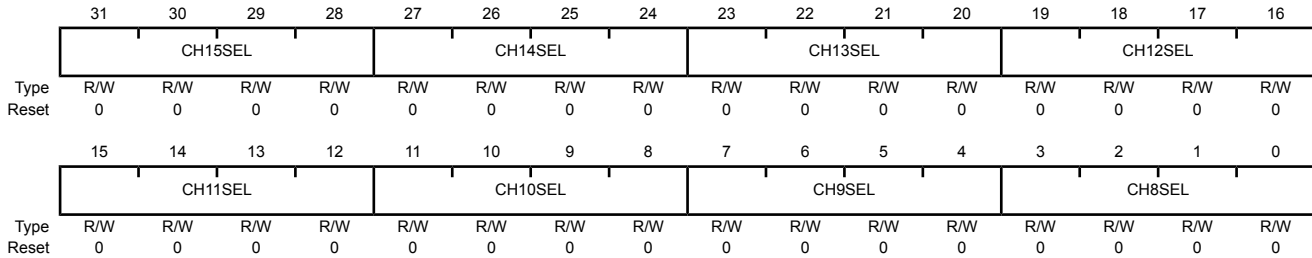 31 30 29 28 27 26 25 24 23 22 21 20 19 18 17 16
CH15SEL CH14SEL CH13SEL CH12SEL
Type R/W R/W R/W R/W R/W R/W R/W R/W R/W R/W R/W R/W R/W R/W R/W R/W
Reset 0 0 0 0 0 0 0 0 0 0 0 0 0 0 0 0
15 14 13 12 11 10 9 8 7 6 5 4 3 2 1 0
CH11SEL CH10SEL CH9SEL CH8SEL
Type R/W R/W R/W R/W R/W R/W R/W R/W R/W R/W R/W R/W R/W R/W R/W R/W
Reset 0 0 0 0 0 0 0 0 0 0 0 0 0 0 0 0